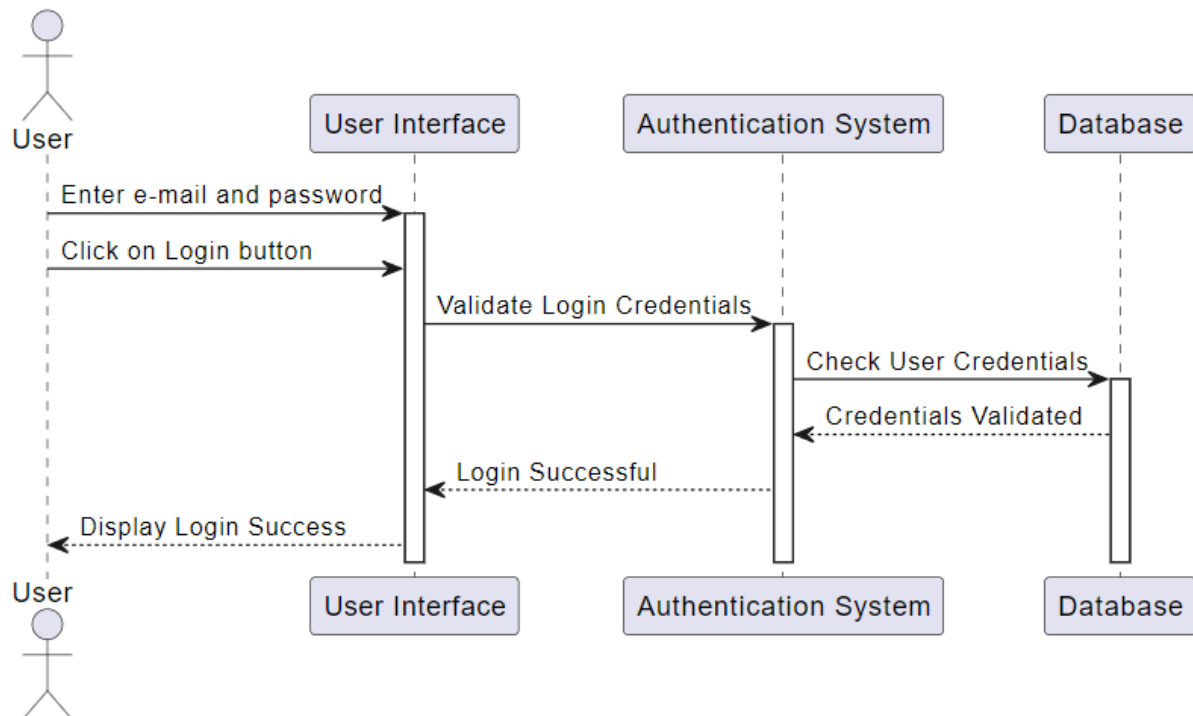 User
User Interface
Authentication System
Database
Enter e-mail and password
Click on Login button
Validate Login Credentials
Check User Credentials
Credentials Validated
Login Successful
Display Login Success
User
User Interface
Authentication System
Database